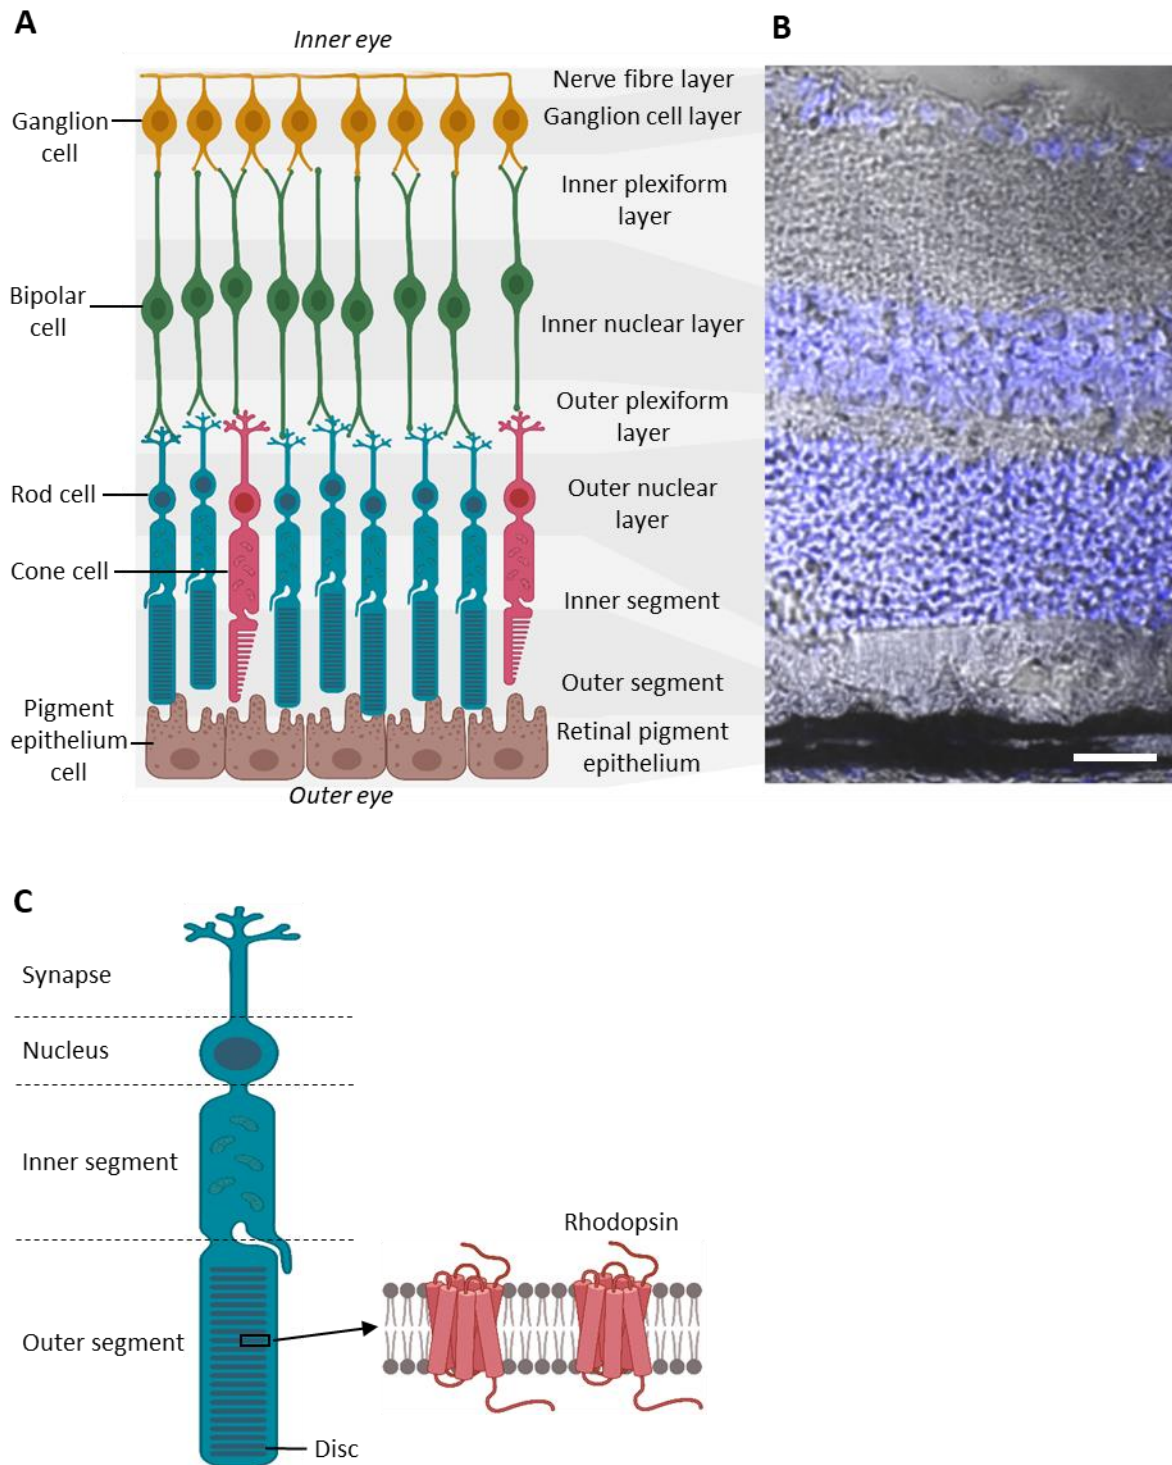 A
B
Inner eye
Nerve fibre layer
Ganglion
cell
Ganglion cell layer
Inner plexiform
layer
Bipolar
cell
Inner nuclear layer
Outer plexiform
layer
Rod cell
Outer nuclear
layer
Cone cell
Inner segment
Outer segment
Pigment
epithelium
cell
Retinal pigment
epithelium
Outer eye
C
Synapse
Nucleus
Inner segment
Rhodopsin
Outer segment
Disc